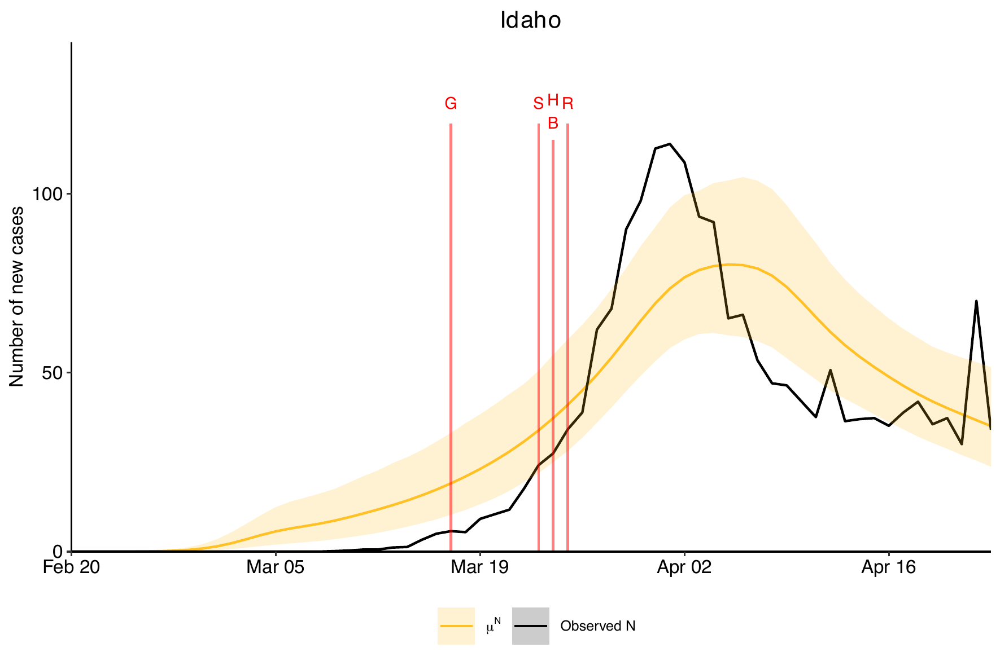 Idaho
G S H R
B
Number of new cases
100
50
0
Feb 20 Mar 05 Mar 19 Apr 02 Apr 16
μN Observed N